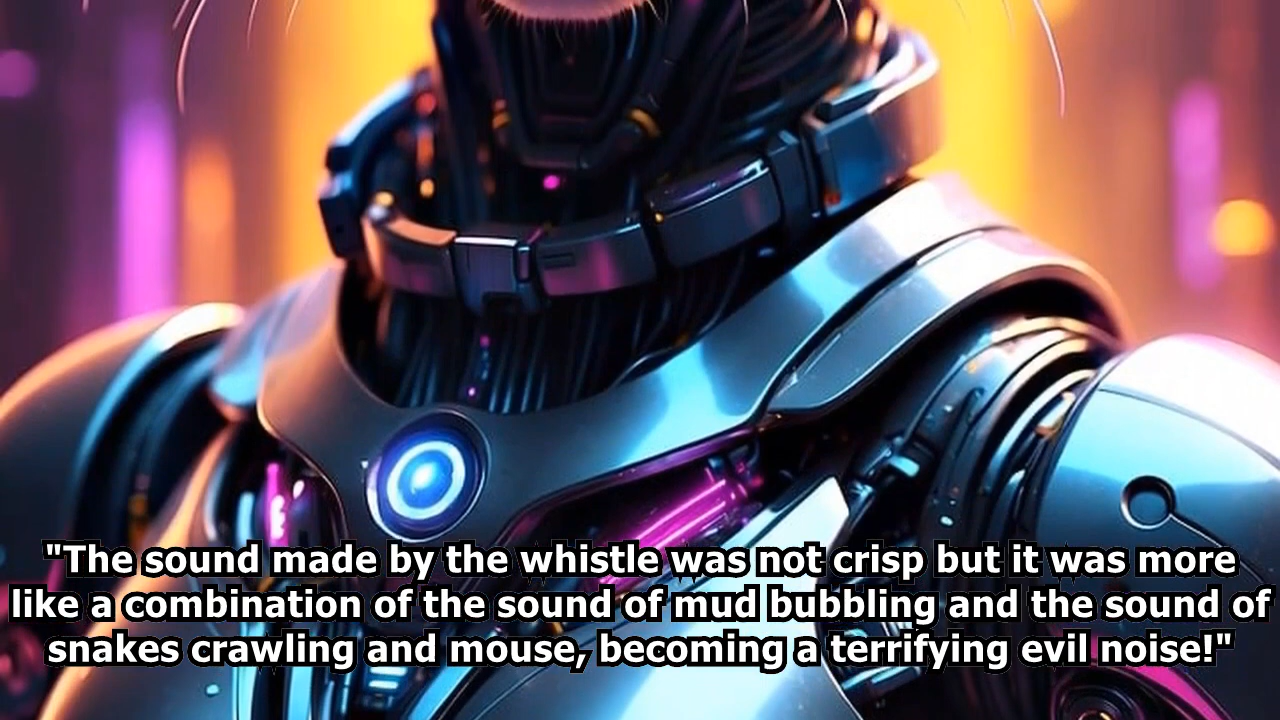 "The sound made by the whistle was not crisp but it was more
like a combination of the sound of mud bubbling and the sound of
snakes crawling and mouse, becoming a terrifying evil noise!"